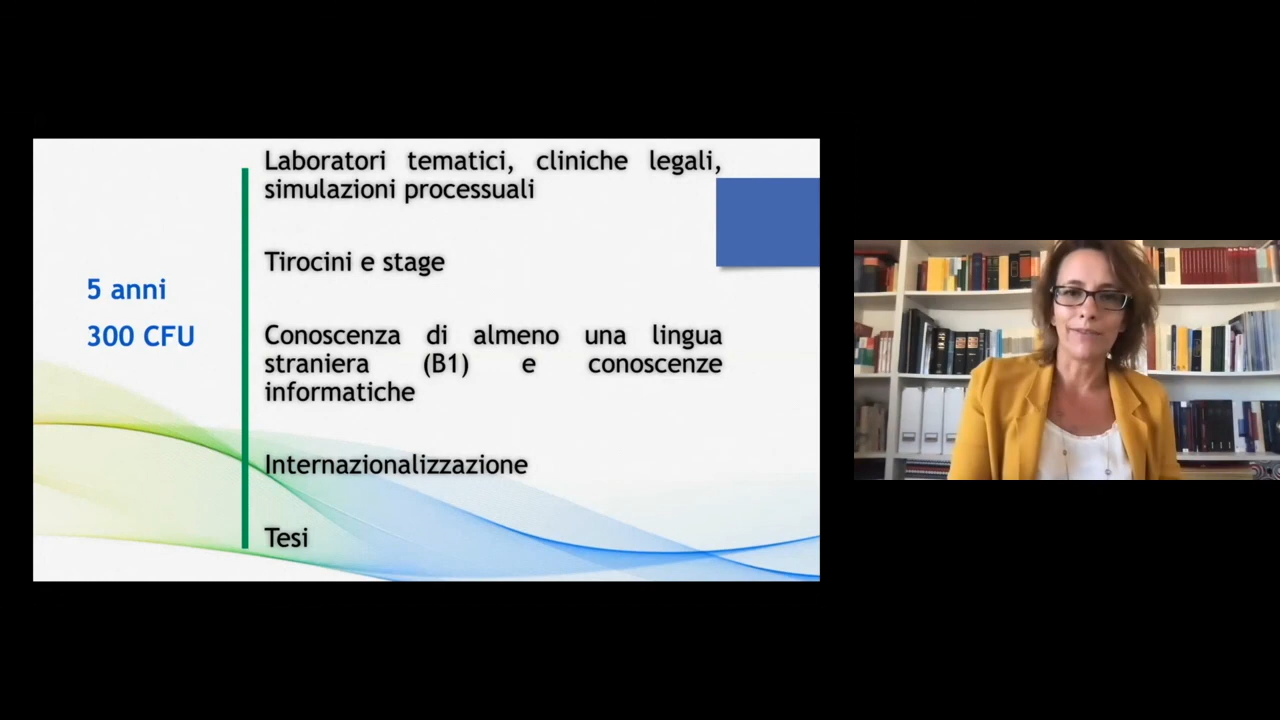 5 anni
300 CFU
Laboratori tematici, cliniche legali,
simulazioni processuali
Tirocini e stage
Conoscenza di almeno una lingua
straniera (B1) e conoscenze
informatiche
Internazionalizzazione
Tesi